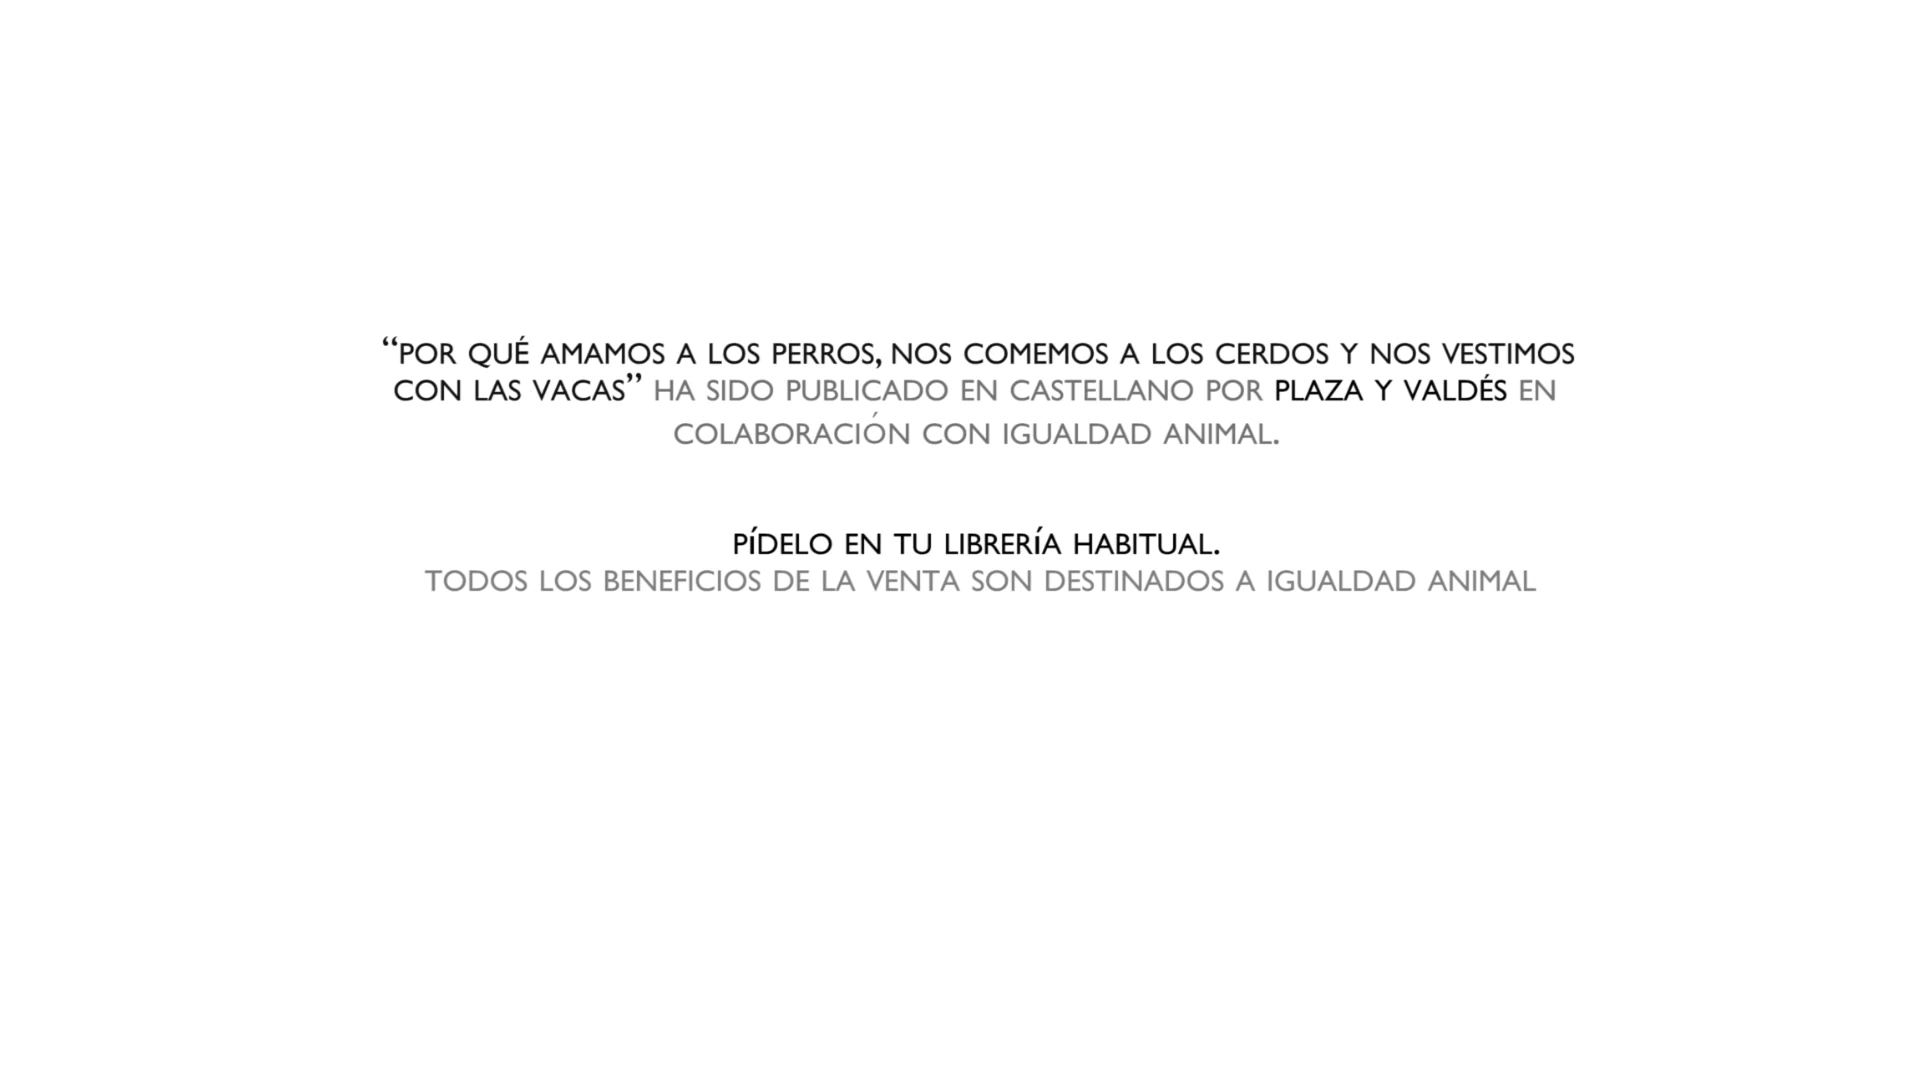 “POR QUÉ AMAMOS A LOS PERROS, NOS COMEMOS A LOS CERDOS Y NOS VESTIMOS
CON LAS VACAS” HA SIDO PUBLICADO EN CASTELLANO POR PLAZA Y VALDÉS EN
COLABORACIÓN CON IGUALDAD ANIMAL.
PÍDELO EN TU LIBRERÍA HABITUAL.
TODOS LOS BENEFICIOS DE LA VENTA SON DESTINADOS A IGUALDAD ANIMAL